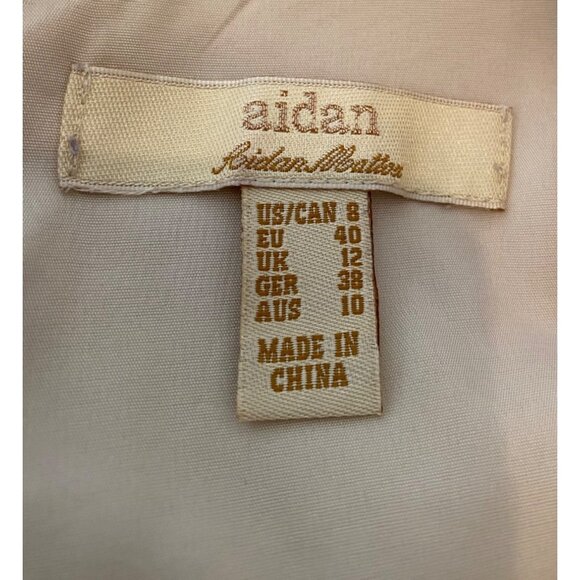 aidan
Aidan Mattox
US/CAN 8
EU 40
UK 12
GER 38
AUS 10
MADE IN
CHINA